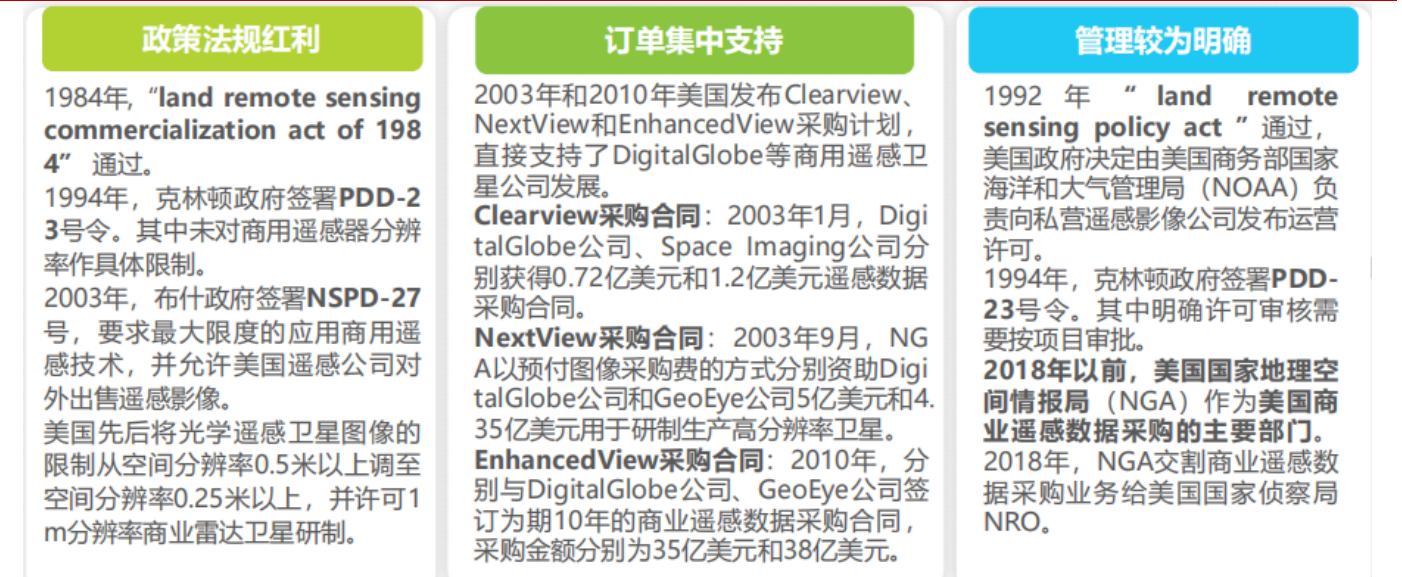 政策法规红利
1984年，“land remote sensing
commercialization act of 198
4” 通过。
1994年，克林顿政府签署PDD-2
3号令。其中未对商用遥感器分辨
率作具体限制。
2003年，布什政府签署NSPD-27
号，要求最大限度的应用商用遥
感技术，并允许美国遥感公司对
外出售遥感影像。
美国先后将光学遥感卫星图像的
限制从空间分辨率0.5米以上调至
空间分辨率0.25米以上，并许可1
m分辨率商业雷达卫星研制。
订单集中支持
2003年和2010年美国发布Clearview、
NextView和EnhancedView采购计划，
直接支持了DigitalGlobe等商用遥感卫
星公司发展。
Clearview采购合同：2003年1月，Digi
talGlobe公司、Space Imaging公司分
别获得0.72亿美元和1.2亿美元遥感数据
采购合同。
NextView采购合同：2003年9月，NG
A以预付图像采购费的方式分别资助Digi
talGlobe公司和GeoEye公司5亿美元和4.
35亿美元用于研制生产高分辨率卫星。
EnhancedView采购合同：2010年，分
别与DigitalGlobe公司、GeoEye公司签
订为期10年的商业遥感数据采购合同，
采购金额分别为35亿美元和38亿美元。
管理较为明确
1992 年 “ land remote
sensing policy act ” 通过，
美国政府决定由美国商务部国家
海洋和大气管理局（NOAA）负
责向私营遥感影像公司发布运营
许可。
1994年，克林顿政府签署PDD-
23号令。其中明确许可审核需
要按项目审批。
2018年以前，美国国家地理空
间情报局（NGA）作为美国商
业遥感数据采购的主要部门。
2018年，NGA交割商业遥感数
据采购业务给美国国家侦察局
NRO。